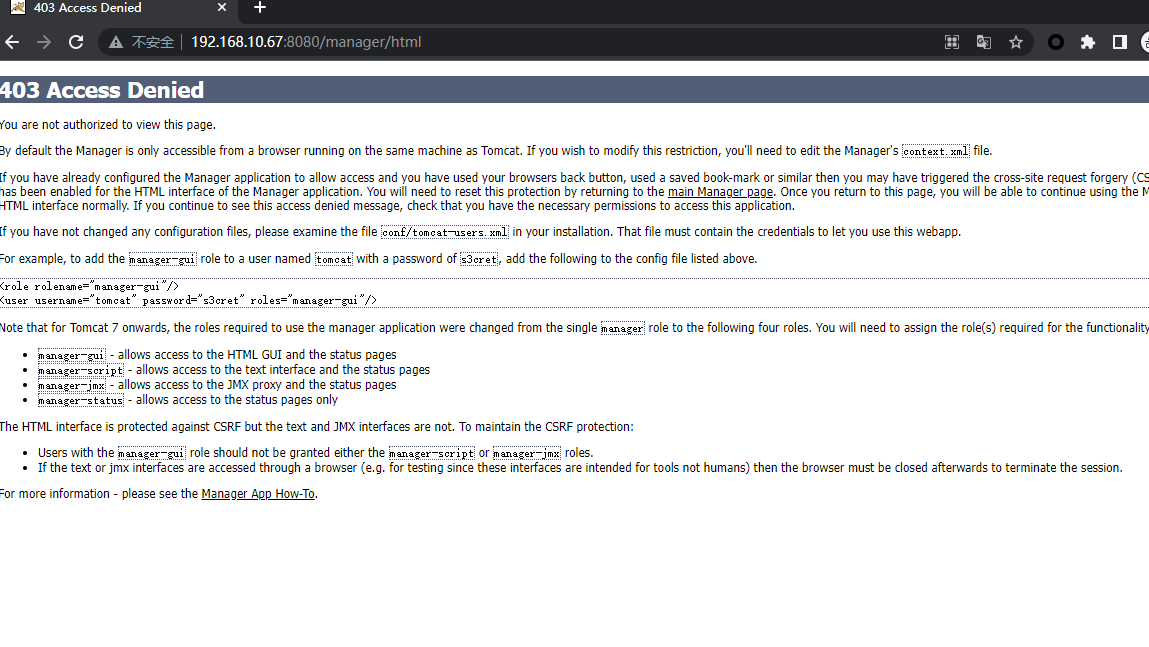 403 Access Denied
不安全 192.168.10.67:8080/manager/html
403 Access Denied
You are not authorized to view this page.
By default the Manager is only accessible from a browser running on the same machine as Tomcat. If you wish to modify this restriction, you'll need to edit the Manager's context.xml file.
If you have already configured the Manager application to allow access and you have used your browsers back button, used a saved book-mark or similar then you may have triggered the cross-site request forgery (CS
has been enabled for the HTML interface of the Manager application. You will need to reset this protection by returning to the main Manager page. Once you return to this page, you will be able to continue using the M
HTML interface normally. If you continue to see this access denied message, check that you have the necessary permissions to access this application.
If you have not changed any configuration files, please examine the file conf/tomcat-users.xml in your installation. That file must contain the credentials to let you use this webapp.
For example, to add the manager-gui role to a user named tomcat with a password of s3cret, add the following to the config file listed above.
<role rolename="manager-gui"/>
<user username="tomcat" password="s3cret" roles="manager-gui"/>
Note that for Tomcat 7 onwards, the roles required to use the manager application were changed from the single manager role to the following four roles. You will need to assign the role(s) required for the functionality
• manager-gui - allows access to the HTML GUI and the status pages
• manager-script - allows access to the text interface and the status pages
• manager-jmx - allows access to the JMX proxy and the status pages
• manager-status - allows access to the status pages only
The HTML interface is protected against CSRF but the text and JMX interfaces are not. To maintain the CSRF protection:
• Users with the manager-gui role should not be granted either the manager-script or manager-jmx roles.
• If the text or jmx interfaces are accessed through a browser (e.g. for testing since these interfaces are intended for tools not humans) then the browser must be closed afterwards to terminate the session.
For more information - please see the Manager App How-To.